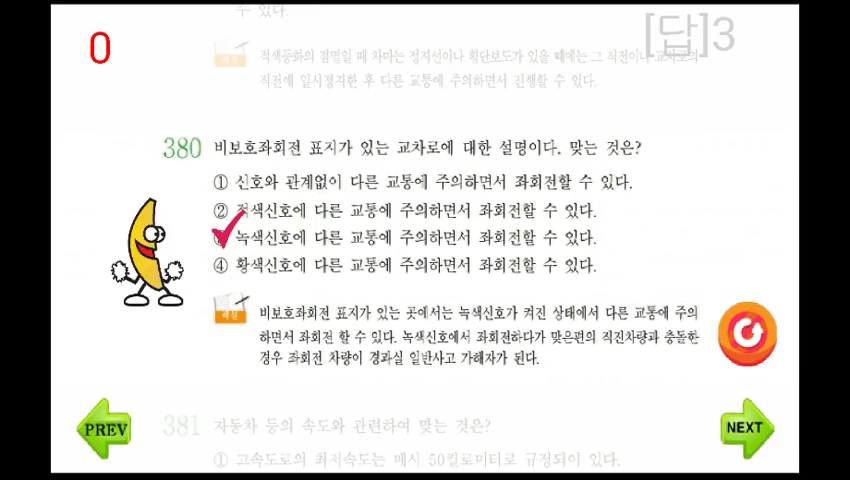 수 있다.
0
[답]3
해설
적색등화의 점멸일 때 차마는 정지선이나 횡단보도가 있을 때에는 그 직전이나 교차로의
직전에 일시정지한 후 다른 교통에 주의하면서 진행할 수 있다.
380 비보호좌회전 표지가 있는 교차로에 대한 설명이다. 맞는 것은?
① 신호와 관계없이 다른 교통에 주의하면서 좌회전할 수 있다.
② 적색신호에 다른 교통에 주의하면서 좌회전할 수 있다.
③ 녹색신호에 다른 교통에 주의하면서 좌회전할 수 있다.
④ 황색신호에 다른 교통에 주의하면서 좌회전할 수 있다.
해설
비보호좌회전 표지가 있는 곳에서는 녹색신호가 켜진 상태에서 다른 교통에 주의
하면서 좌회전 할 수 있다. 녹색신호에서 좌회전하다가 맞은편의 직진차량과 충돌한
경우 좌회전 차량이 경과실 일반사고 가해자가 된다.
PREV
NEXT
381 자동차 등의 속도와 관련하여 맞는 것은?
① 고속도로의 최저속도는 매시 50킬로미터로 규정되어 있다.